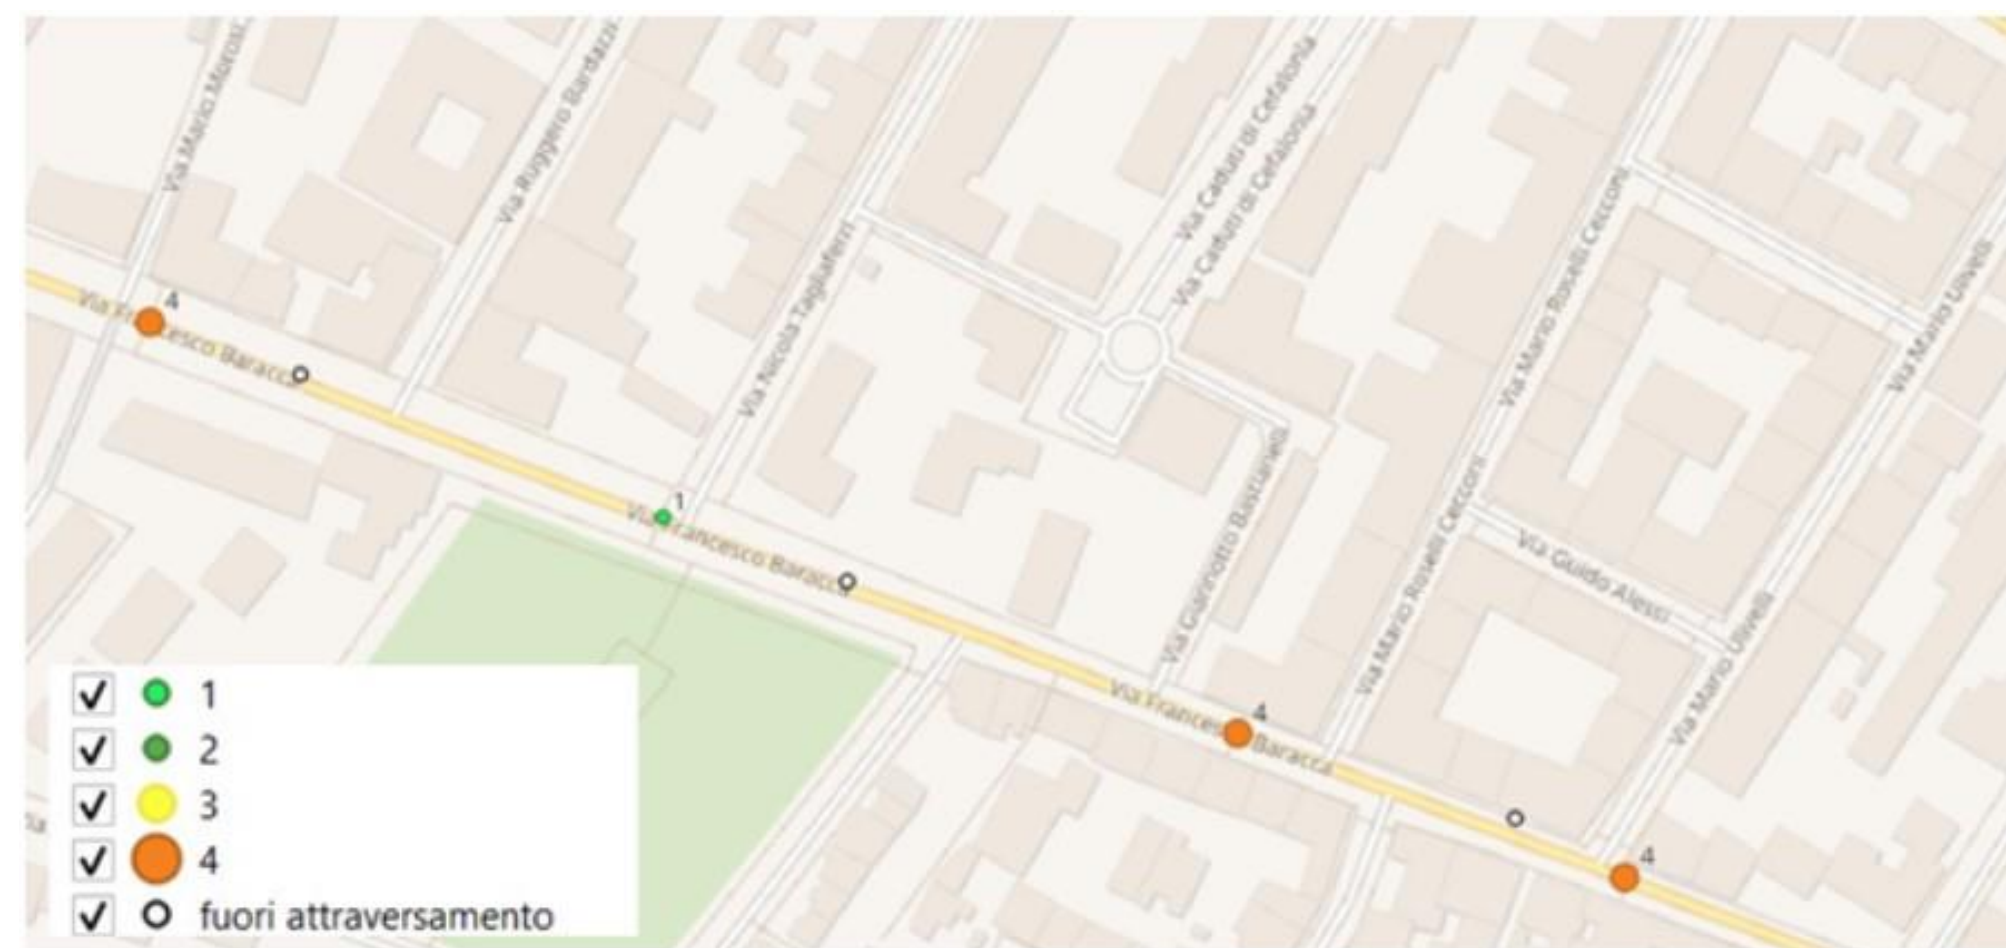 Via Mario Morosi
Via Ruggero Bardazzi
Via Nicola Tagliaferri
Via Caduti di Cefalonia
Via Caduti di Cefalonia
Via Mario Roselli Cecconi
Via Mario Ulivelli
4
Via Francesco Baracca
1
Via Francesco Baracca
Via Giannotto Bastianelli
Via Mario Roselli Cecconi
Via Guido Alessi
Via Mario Ulivelli
Via Francesco Baracca
4
4
1
2
3
4
fuori attraversamento